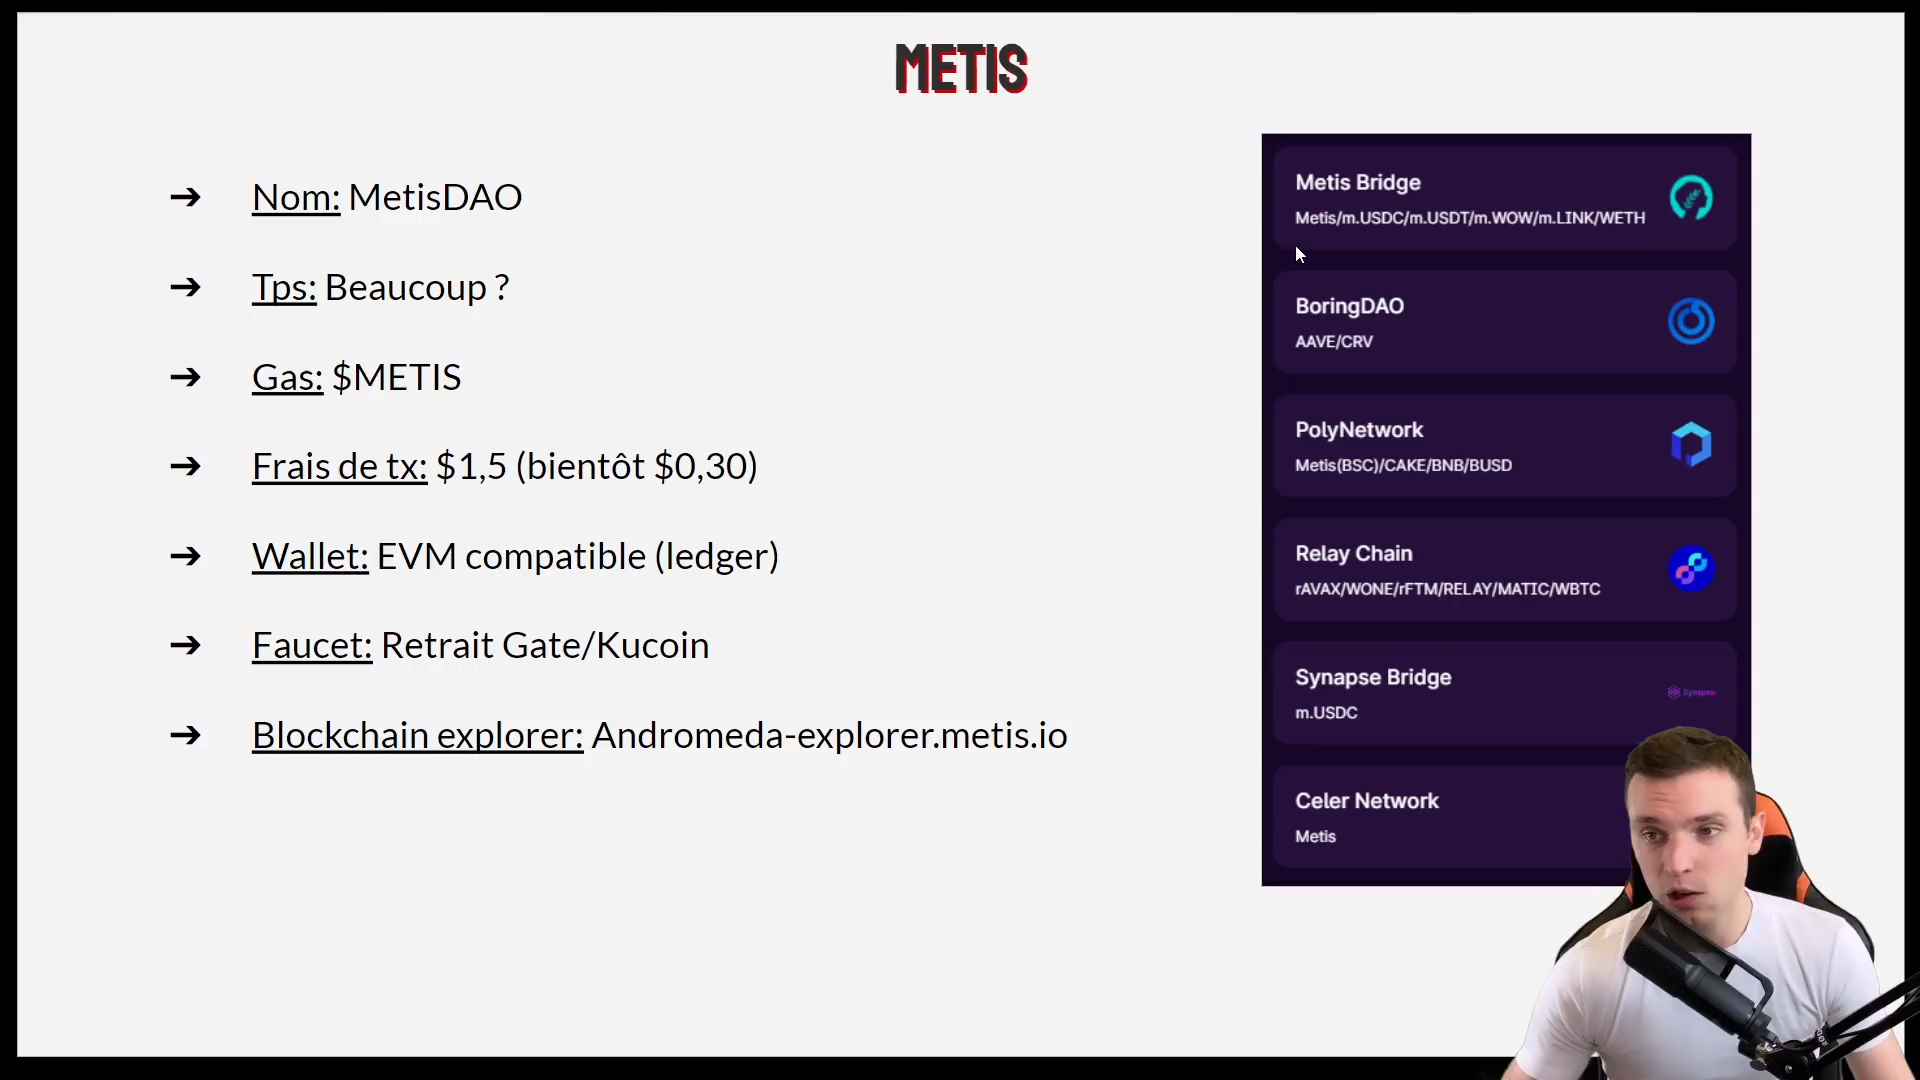 METIS
➔ Nom: MetisDAO
➔ Tps: Beaucoup ?
➔ Gas: $METIS
➔ Frais de tx: $1,5 (bientôt $0,30)
➔ Wallet: EVM compatible (ledger)
➔ Faucet: Retrait Gate/Kucoin
➔ Blockchain explorer: Andromeda-explorer.metis.io
Metis Bridge
Metis/m.USDC/m.USDT/m.WOW/m.LINK/WETH
BoringDAO
AAVE/CRV
PolyNetwork
Metis(BSC)/CAKE/BNB/BUSD
Relay Chain
rAVAX/WONE/rFTM/RELAY/MATIC/WBTC
Synapse Bridge
Synapse
m.USDC
Celer Network
Metis